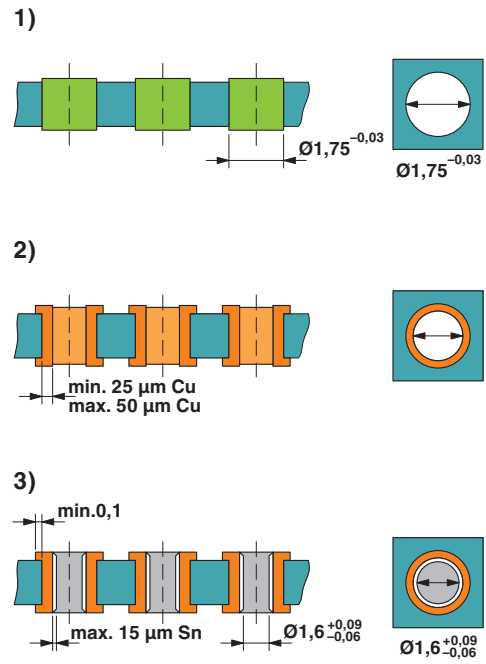 1)
Ø1,75 −0,03
Ø1,75 −0,03
2)
min. 25 µm Cu
max. 50 µm Cu
3)
min.0,1
max. 15 µm Sn
Ø1,6 +0,09 −0,06
Ø1,6 +0,09 −0,06